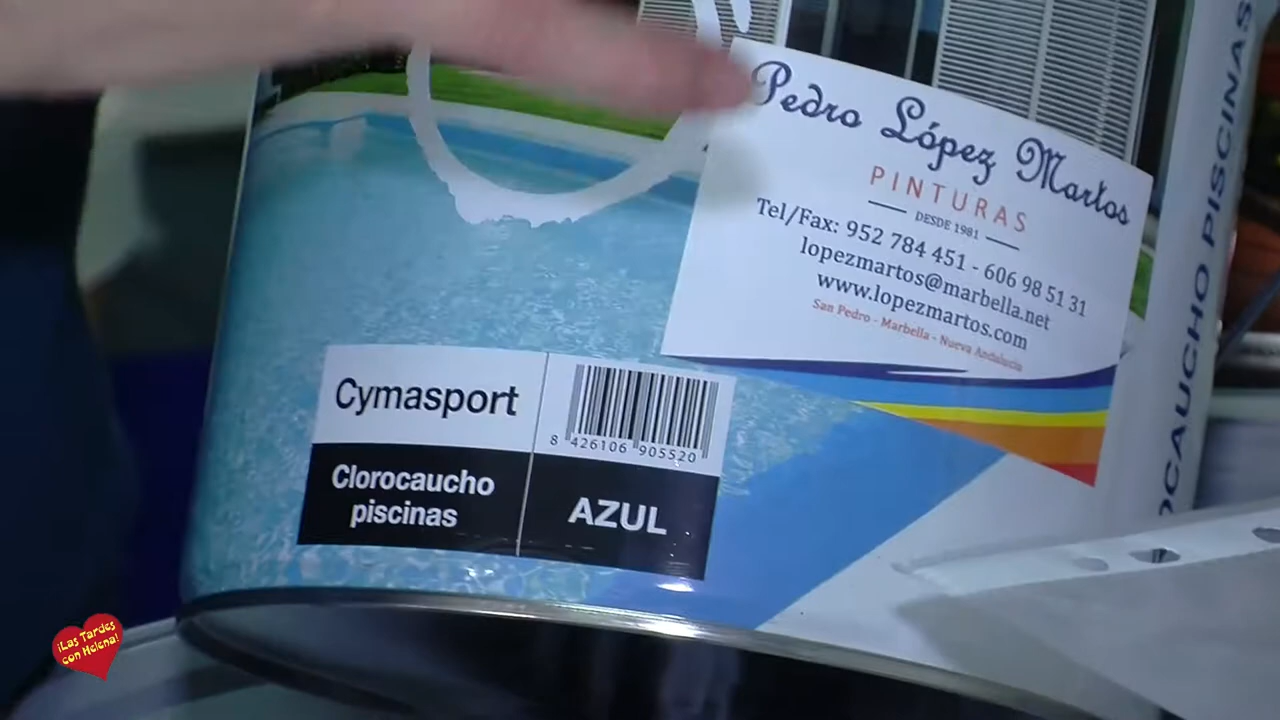 Pedro López Martos
PINTURAS
DESDE 1981
Tel/Fax: 952 784 451 - 606 98 51 31
lopezmartos@marbella.net
www.lopezmartos.com
San Pedro - Marbella - Nueva Andalucía
Cymasport
8 426106 905520
Clorocaucho
piscinas
AZUL
OCAUCHO PISCINAS
¡Las Tardes
con Helena!